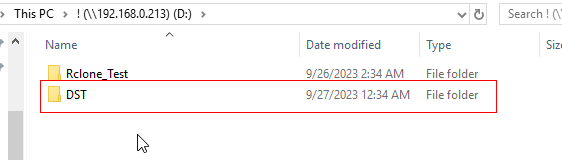 This PC > ! (\\192.168.0.213) (D:) >
Search ! (\\
Name Date modified Type Siz
Rclone_Test 9/26/2023 2:34 AM File folder
DST 9/27/2023 12:34 AM File folder